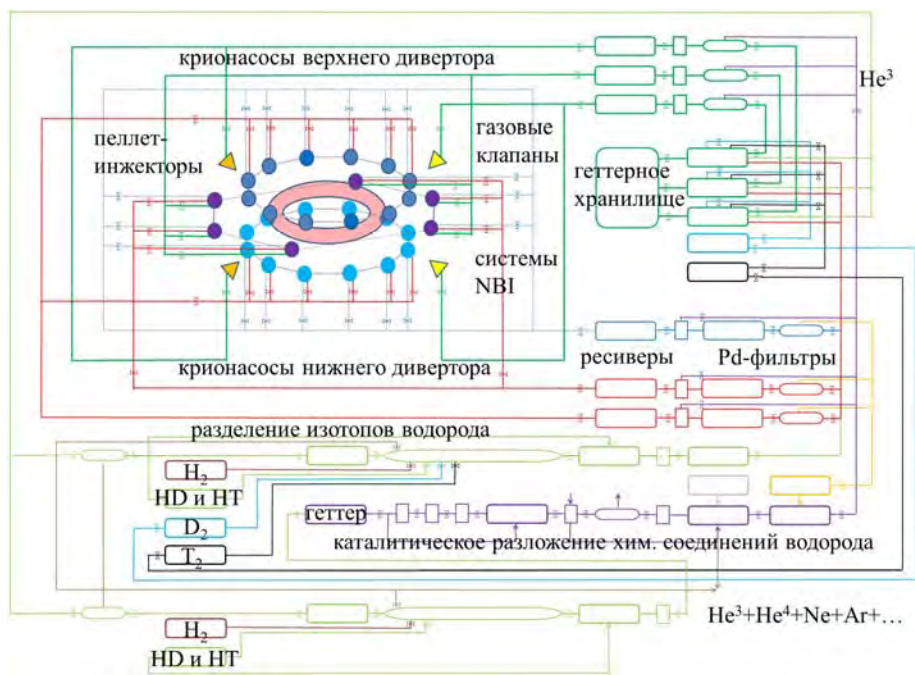 крионасосы верхнего дивертора
He³
пеллет-
инжекторы
газовые
клапаны
геттерное
хранилище
системы
NBI
ресиверы
Pd-фильтры
крионасосы нижнего дивертора
разделение изотопов водорода
H₂
HD и HT
геттер
D₂
каталитическое разложение хим. соединений водорода
T₂
H₂
He³+He⁴+Ne+Ar+…
HD и HT